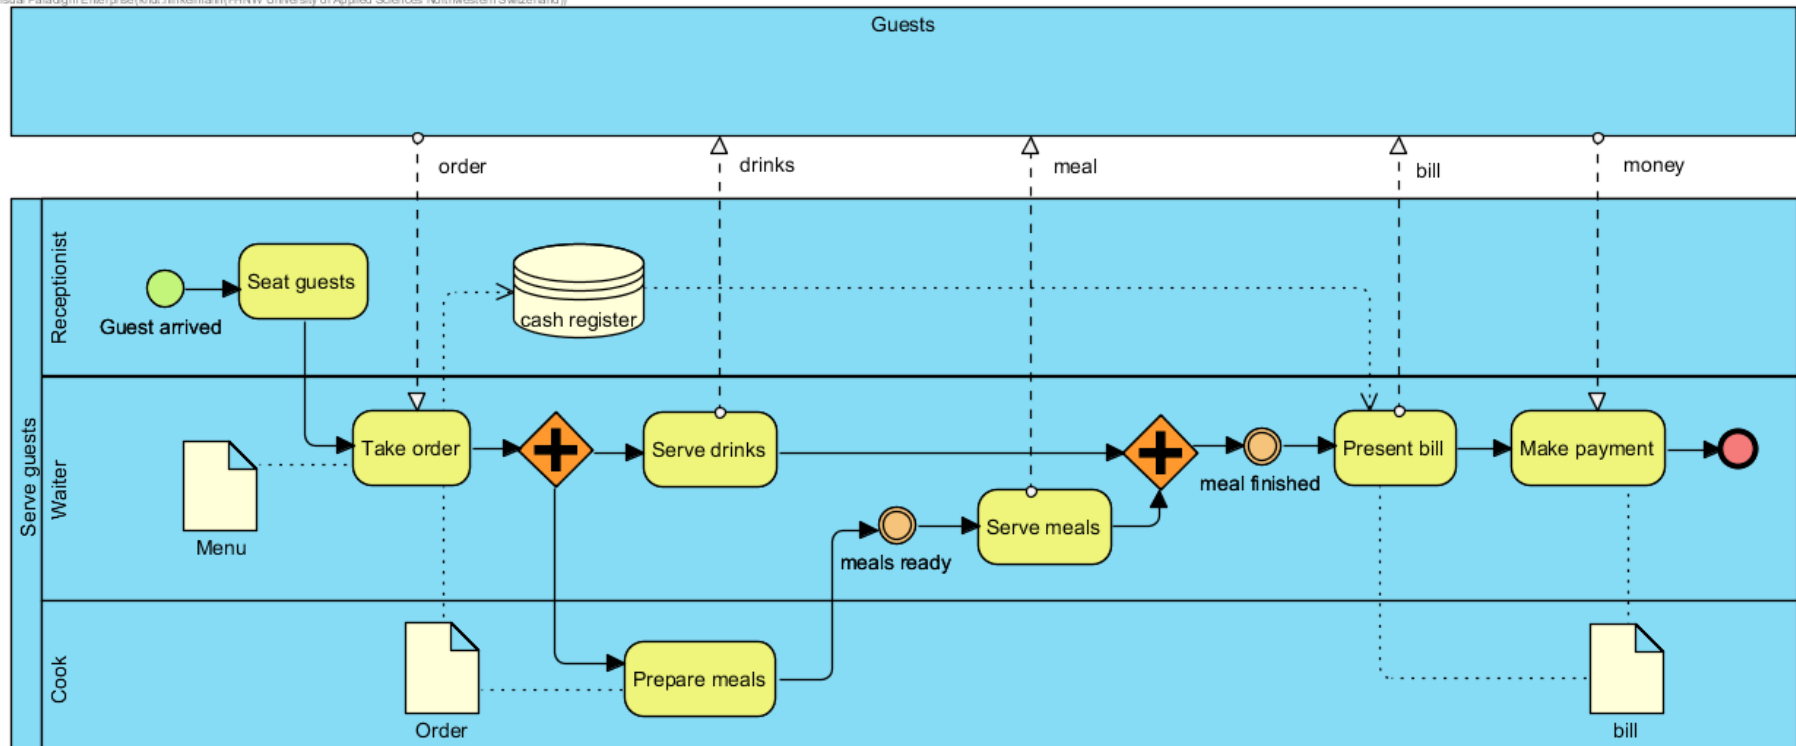 Guests
order
drinks
meal
bill
money
Serve guests
Receptionist
Guest arrived
Seat guests
cash register
Waiter
Menu
Take order
Serve drinks
meals ready
Serve meals
meal finished
Present bill
Make payment
Cook
Order
Prepare meals
bill